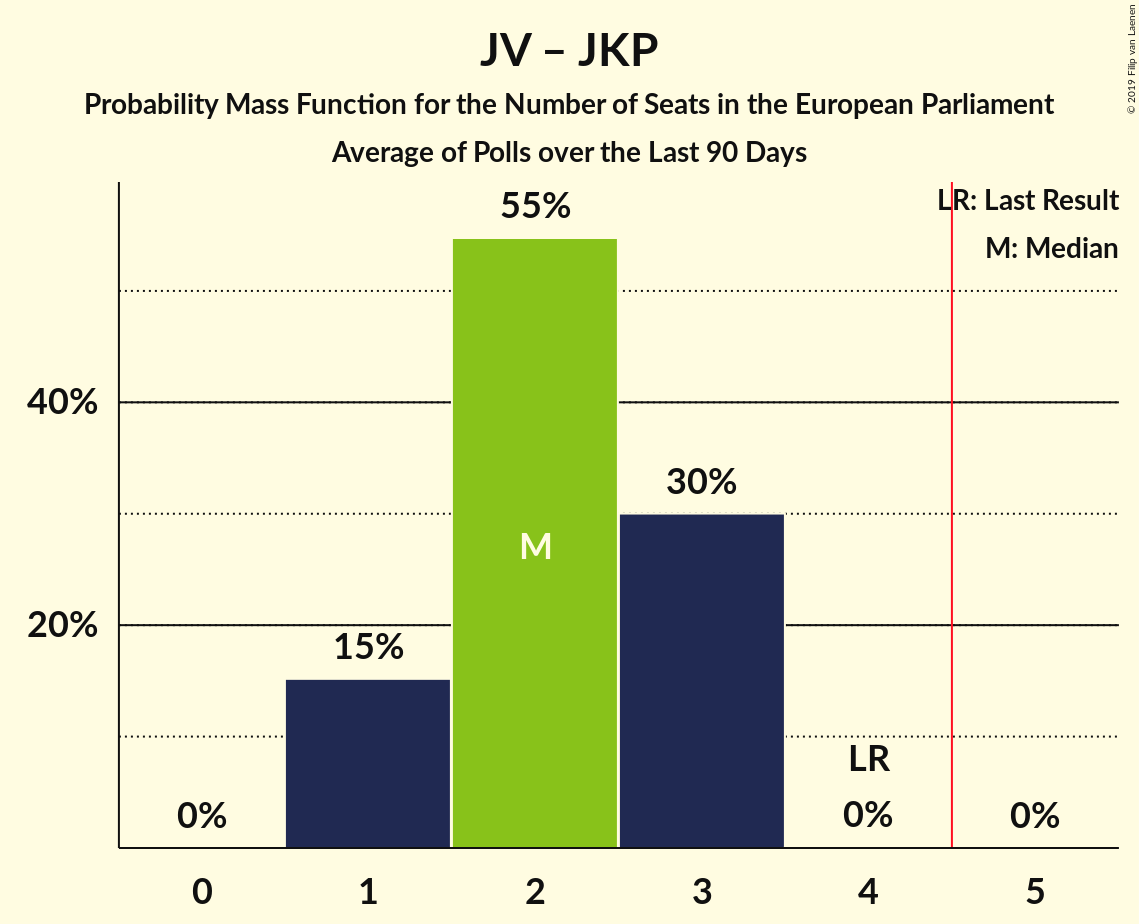 JV – JKP
Probability Mass Function for the Number of Seats in the European Parliament
Average of Polls over the Last 90 Days
© 2019 Filip van Laenen
LR: Last Result
M: Median
55%
40%
30%
M
20%
15%
LR
0%
0%
0%
0 1 2 3 4 5